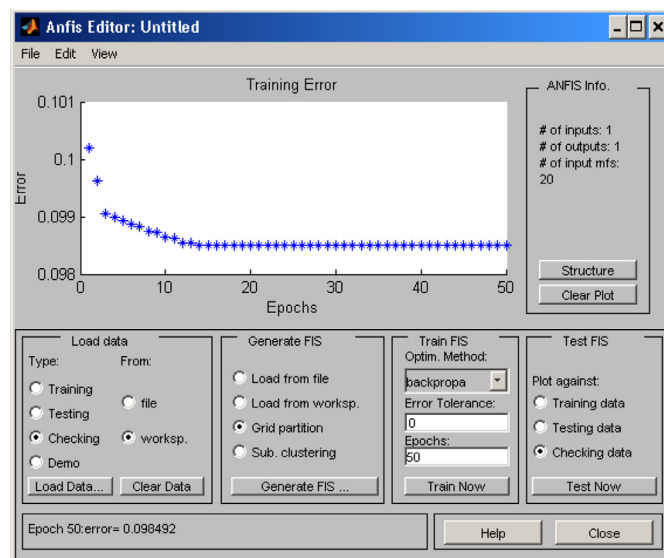 Anfis Editor: Untitled
File Edit View
Training Error
0.101
0.1
0.099
0.098
Error
0 10 20 30 40 50
Epochs
ANFIS Info.
# of inputs: 1
# of outputs: 1
# of input mfs:
20
Structure
Clear Plot
Load data
Type: From:
Training
Testing
Checking
Demo
file
worksp.
Load Data... Clear Data
Generate FIS
Load from file
Load from worksp.
Grid partition
Sub. clustering
Generate FIS ...
Train FIS
Optim. Method:
backpropa
Error Tolerance:
0
Epochs:
50
Train Now
Test FIS
Plot against:
Training data
Testing data
Checking data
Test Now
Epoch 50:error= 0.098492
Help Close